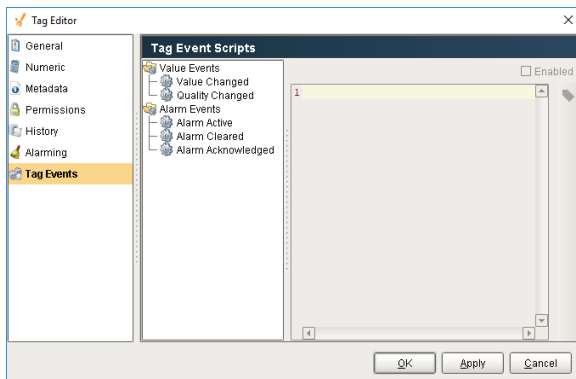 Tag Editor
General
Numeric
Metadata
Permissions
History
Alarming
Tag Events
Tag Event Scripts
Value Events
Value Changed
Quality Changed
Alarm Events
Alarm Active
Alarm Cleared
Alarm Acknowledged
Enabled
1
OK
Apply
Cancel